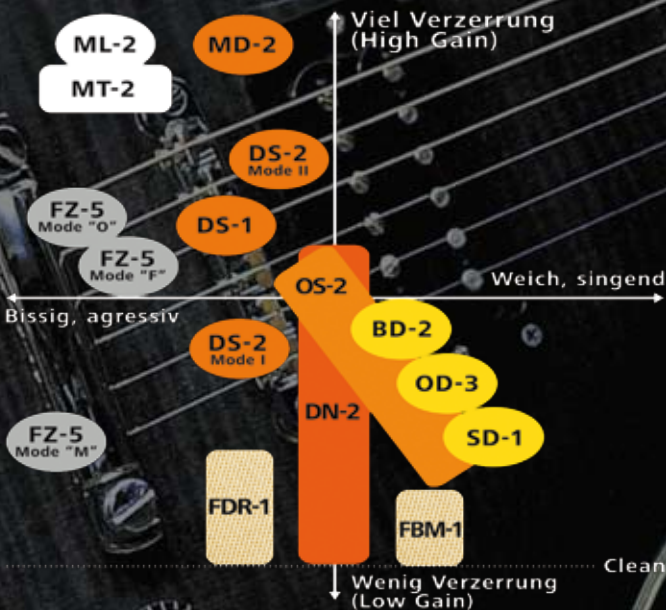 Viel Verzerrung
(High Gain)
ML-2
MD-2
MT-2
DS-2
Mode II
FZ-5
Mode "O"
DS-1
FZ-5
Mode "F"
OS-2
Weich, singend
Bissig, agressiv
BD-2
DS-2
Mode I
OD-3
DN-2
FZ-5
Mode "M"
SD-1
FDR-1
FBM-1
Clean
Wenig Verzerrung
(Low Gain)